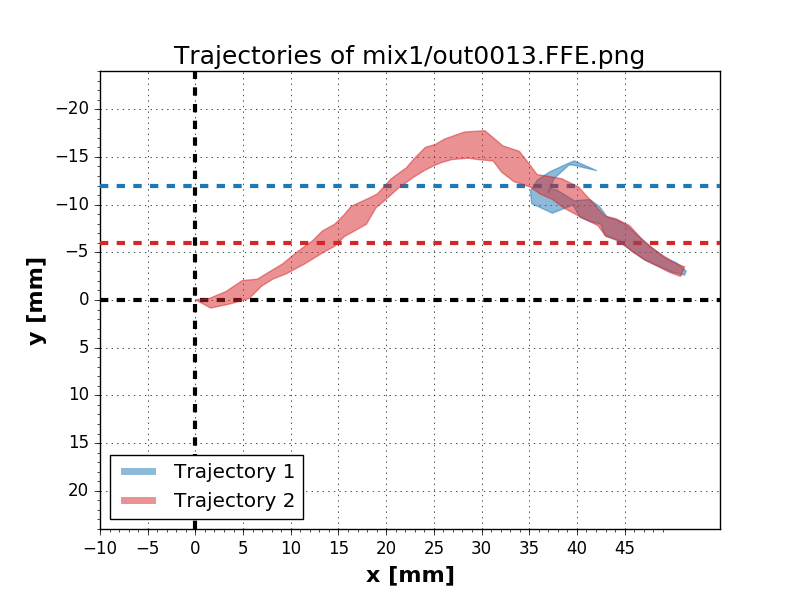 Trajectories of mix1/out0013.FFE.png
−20
−15
−10
−5
0
5
10
15
20
y [mm]
Trajectory 1
Trajectory 2
−10 −5 0 5 10 15 20 25 30 35 40 45
x [mm]